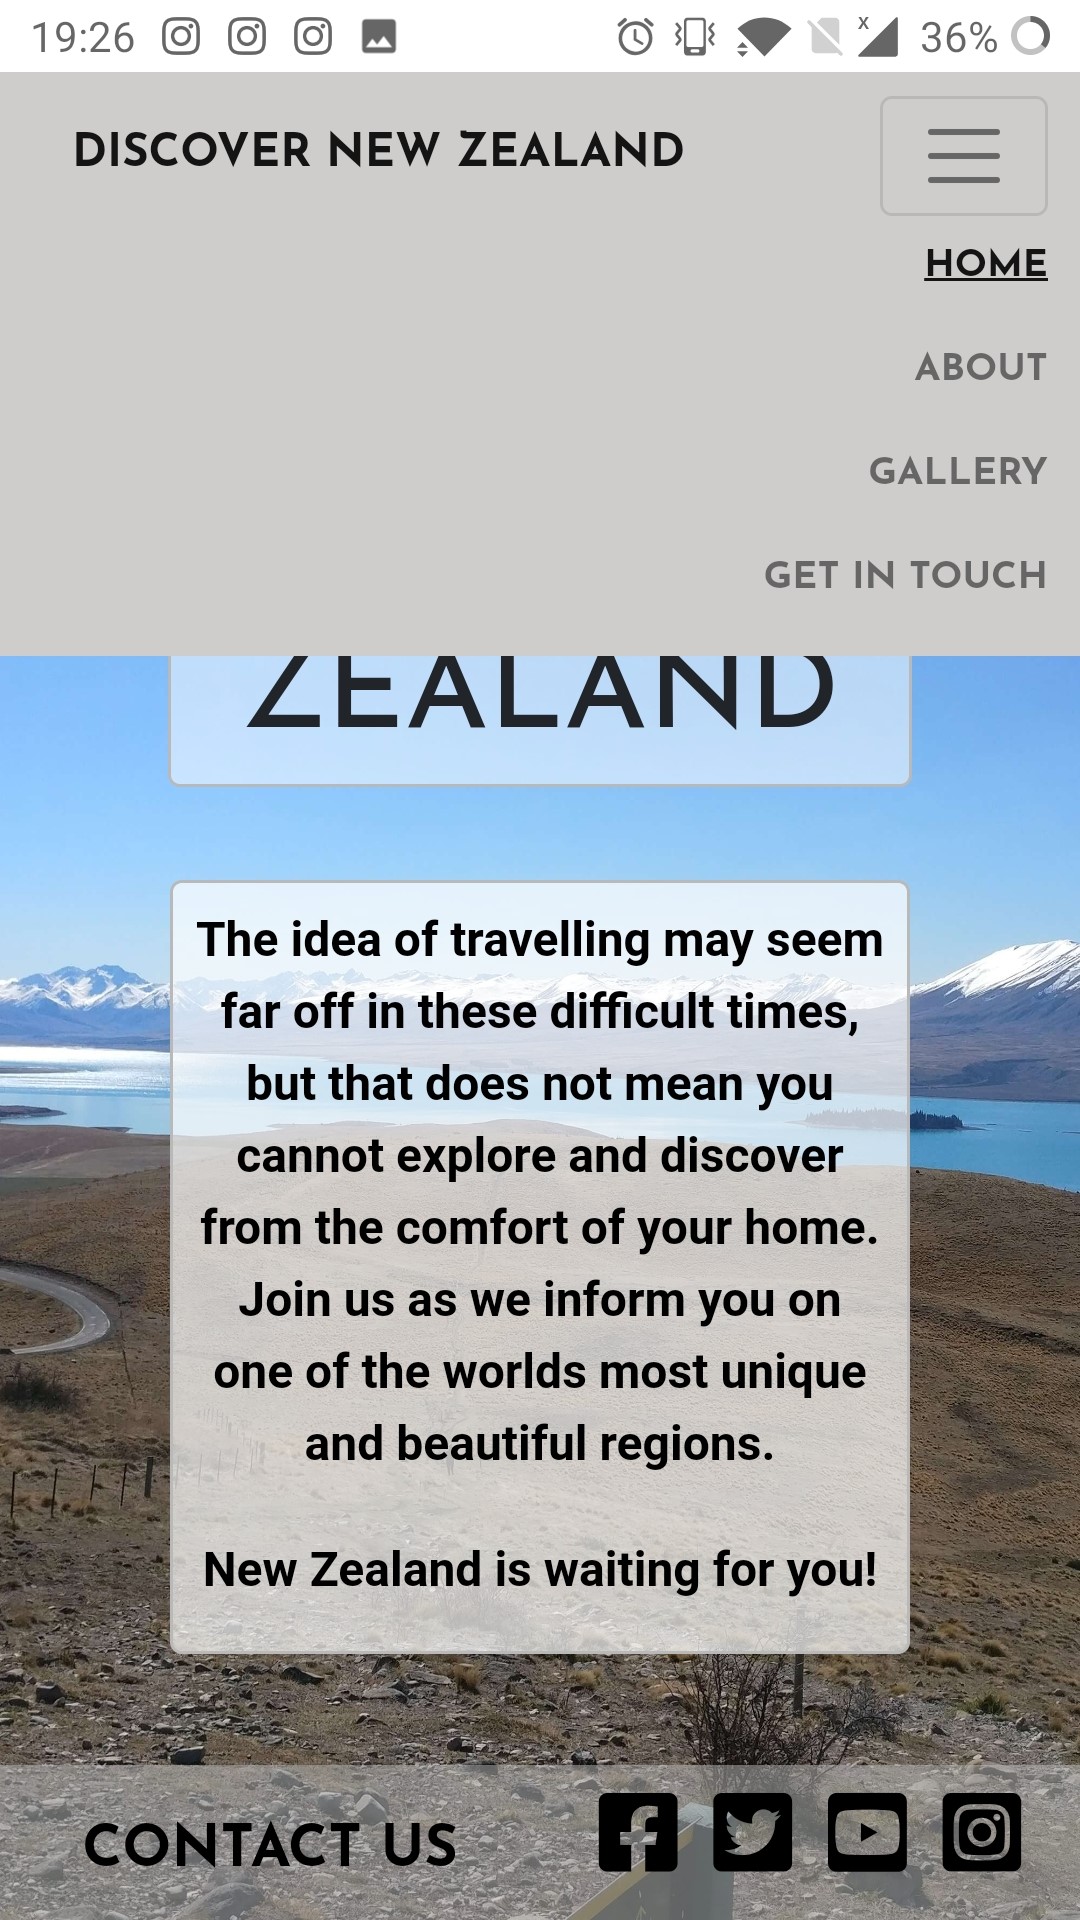 19:26
x
36%
DISCOVER NEW ZEALAND
HOME
ABOUT
GALLERY
GET IN TOUCH
ZEALAND
The idea of travelling may seem
far off in these difficult times,
but that does not mean you
cannot explore and discover
from the comfort of your home.
Join us as we inform you on
one of the worlds most unique
and beautiful regions.
New Zealand is waiting for you!
CONTACT US